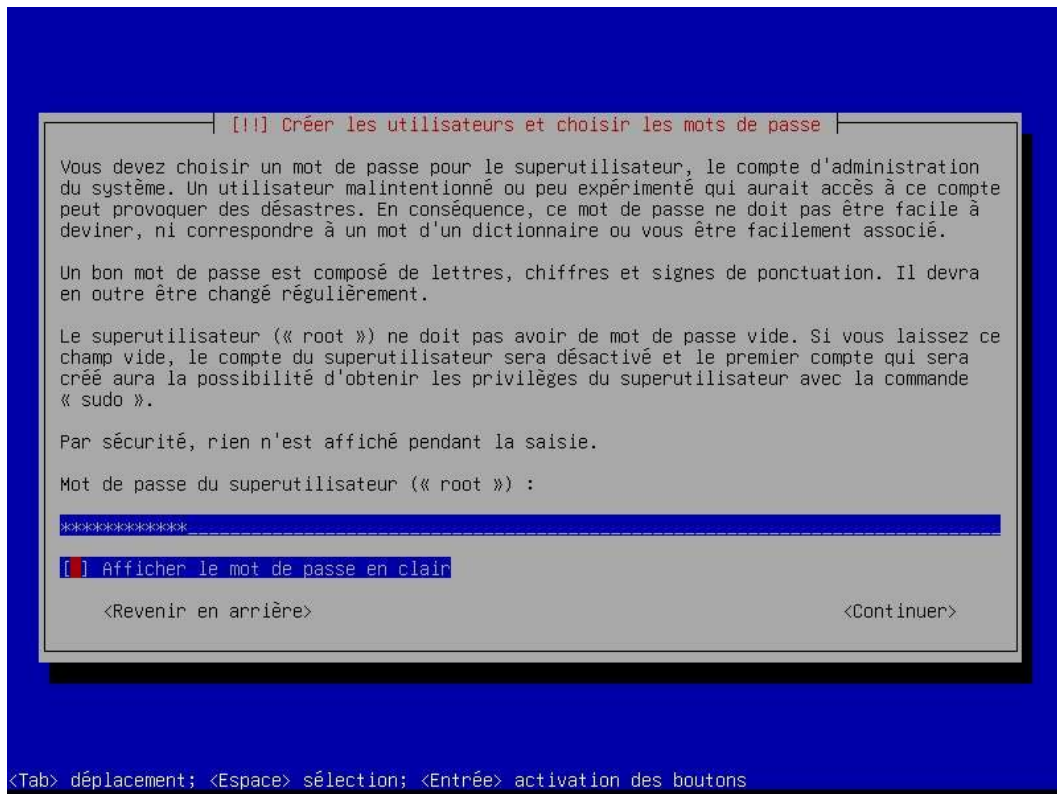 [!!] Créer les utilisateurs et choisir les mots de passe
Vous devez choisir un mot de passe pour le superutilisateur, le compte d'administration
du système. Un utilisateur malintentionné ou peu expérimenté qui aurait accès à ce compte
peut provoquer des désastres. En conséquence, ce mot de passe ne doit pas être facile à
deviner, ni correspondre à un mot d'un dictionnaire ou vous être facilement associé.
Un bon mot de passe est composé de lettres, chiffres et signes de ponctuation. Il devra
en outre être changé régulièrement.
Le superutilisateur (« root ») ne doit pas avoir de mot de passe vide. Si vous laissez ce
champ vide, le compte du superutilisateur sera désactivé et le premier compte qui sera
créé aura la possibilité d'obtenir les privilèges du superutilisateur avec la commande
« sudo ».
Par sécurité, rien n'est affiché pendant la saisie.
Mot de passe du superutilisateur (« root ») :
************
[ ] Afficher le mot de passe en clair
<Revenir en arrière> <Continuer>
<Tab> déplacement; <Espace> sélection; <Entrée> activation des boutons